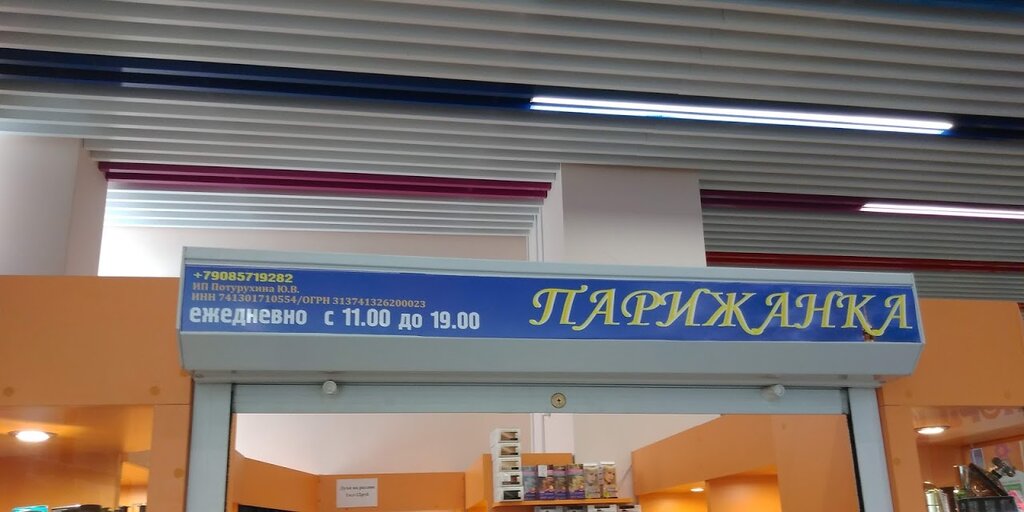 +79085719282
ИП Потурухина Ю.В.
ИНН 741301710554/ОГРН 313741326200023
ежедневно с 11.00 до 19.00
ПАРИЖАНКА